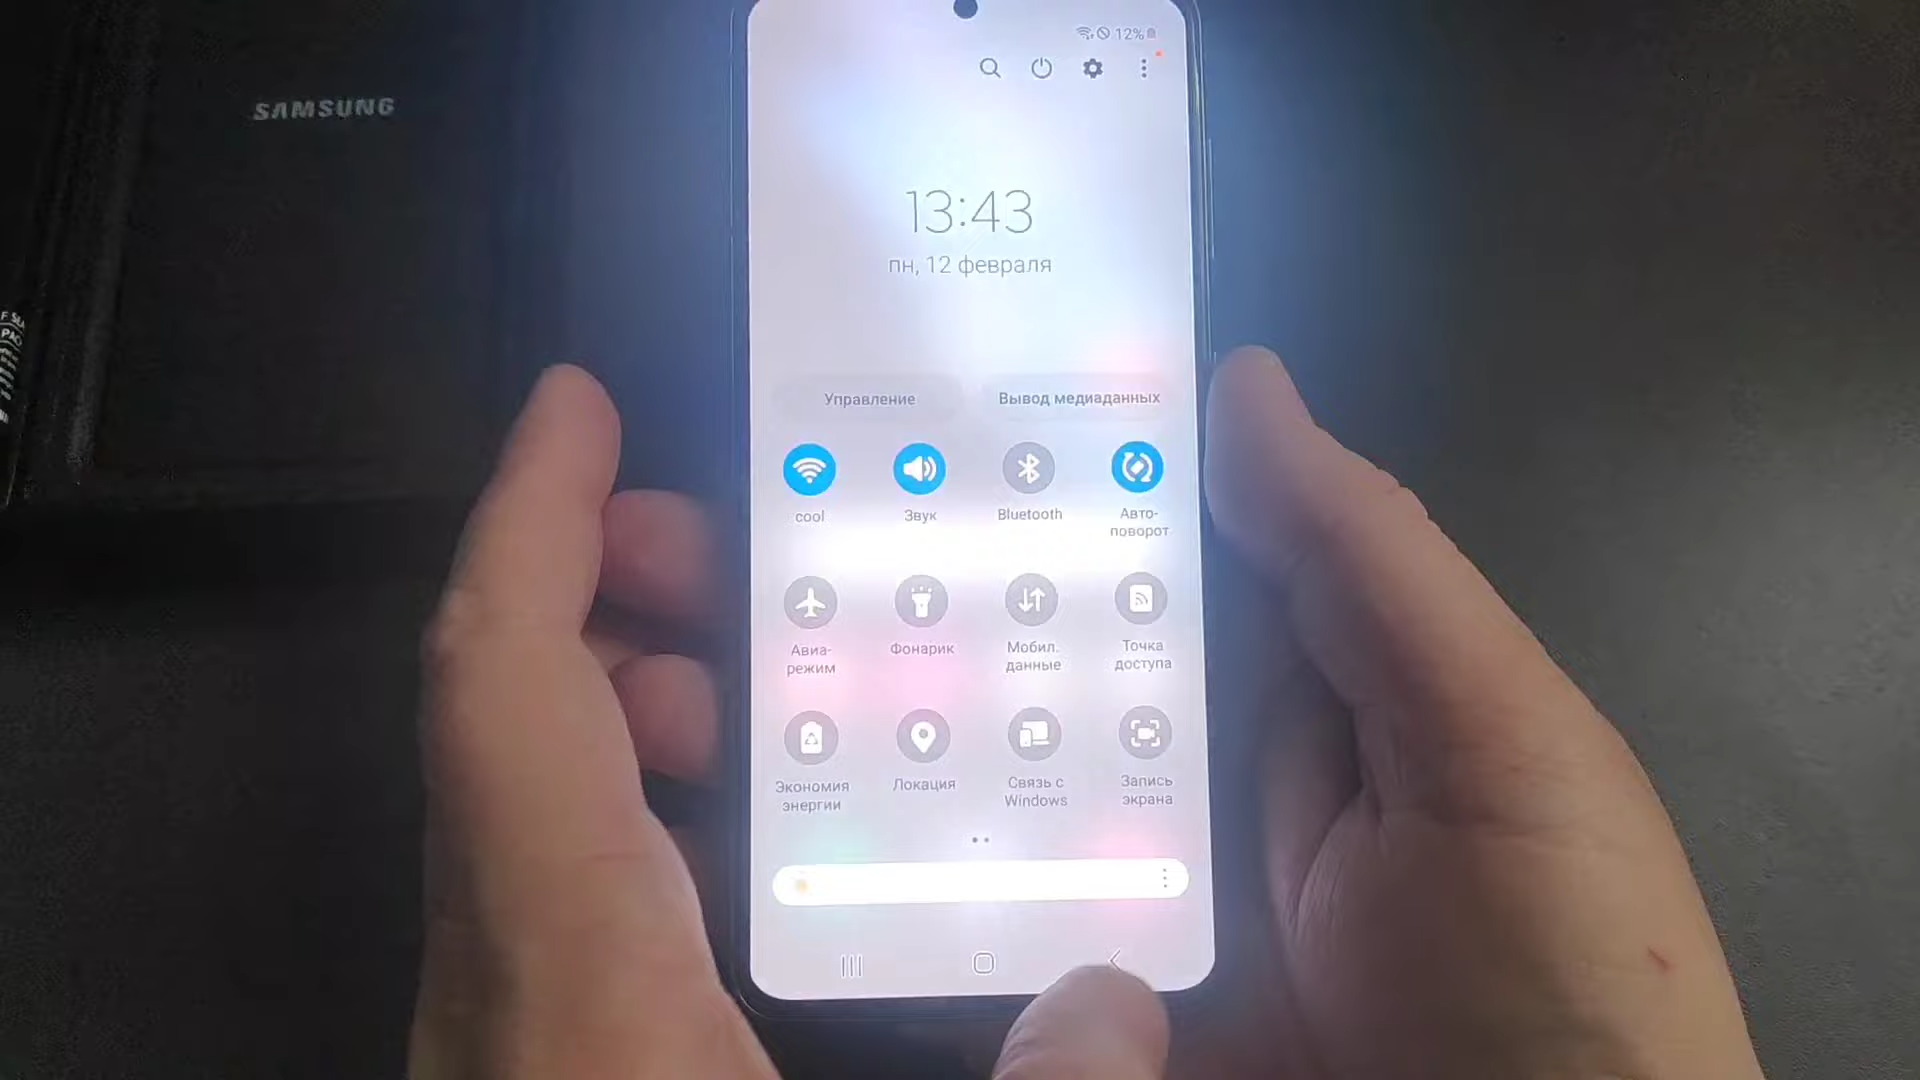 12%
SAMSUNG
13:43
пн, 12 февраля
Управление
Вывод медиаданных
cool
Звук
Bluetooth
Авто-
поворот
Авиа-
режим
Фонарик
Мобил.
данные
Точка
доступа
Экономия
энергии
Локация
Связь с
Windows
Запись
экрана